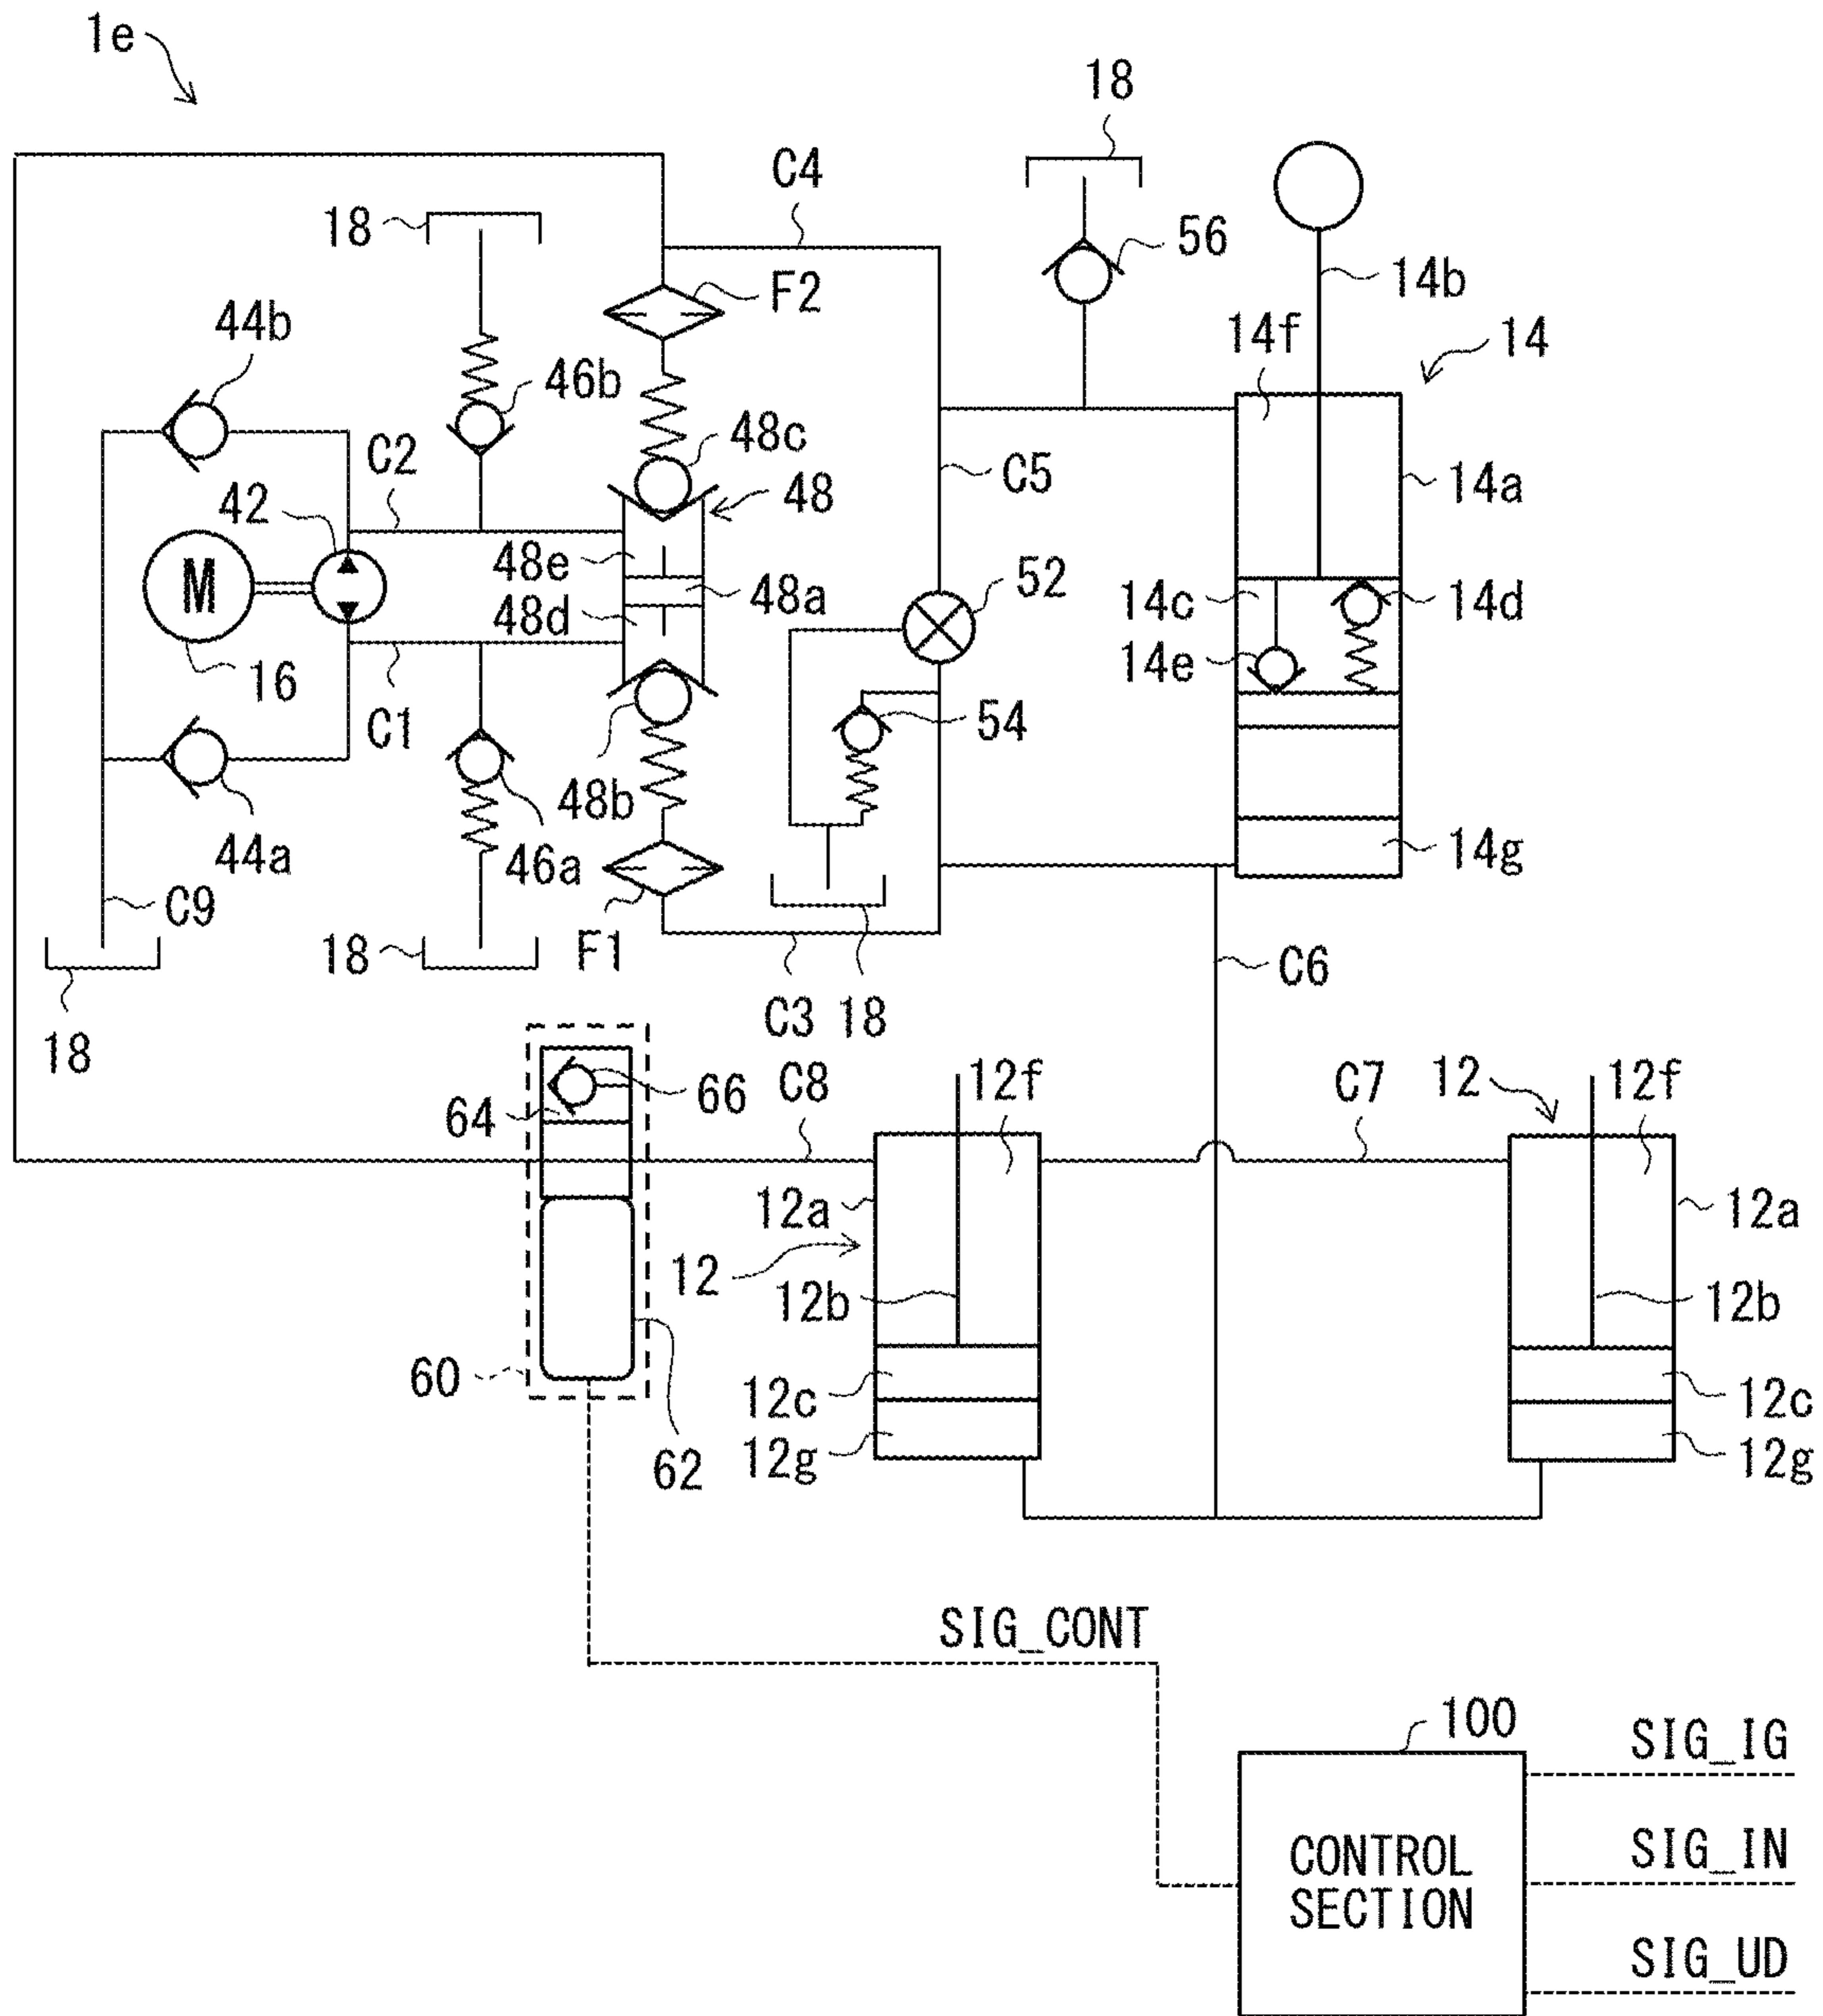 1e
18
C4
18
56
F2
14b
44b
14f
14
46b
48c
C2
C5
48
14a
42
48e
52
M
48a
14c
14d
48d
14e
16
C1
54
48b
44a
46a
14g
C9
F1
18
C6
18
C3
18
12f
C7
12
12f
66
C8
64
12a
12a
12
12b
12b
60
12c
12c
62
12g
12g
SIG_CONT
100
SIG_IG
CONTROL
SECTION
SIG_IN
SIG_UD